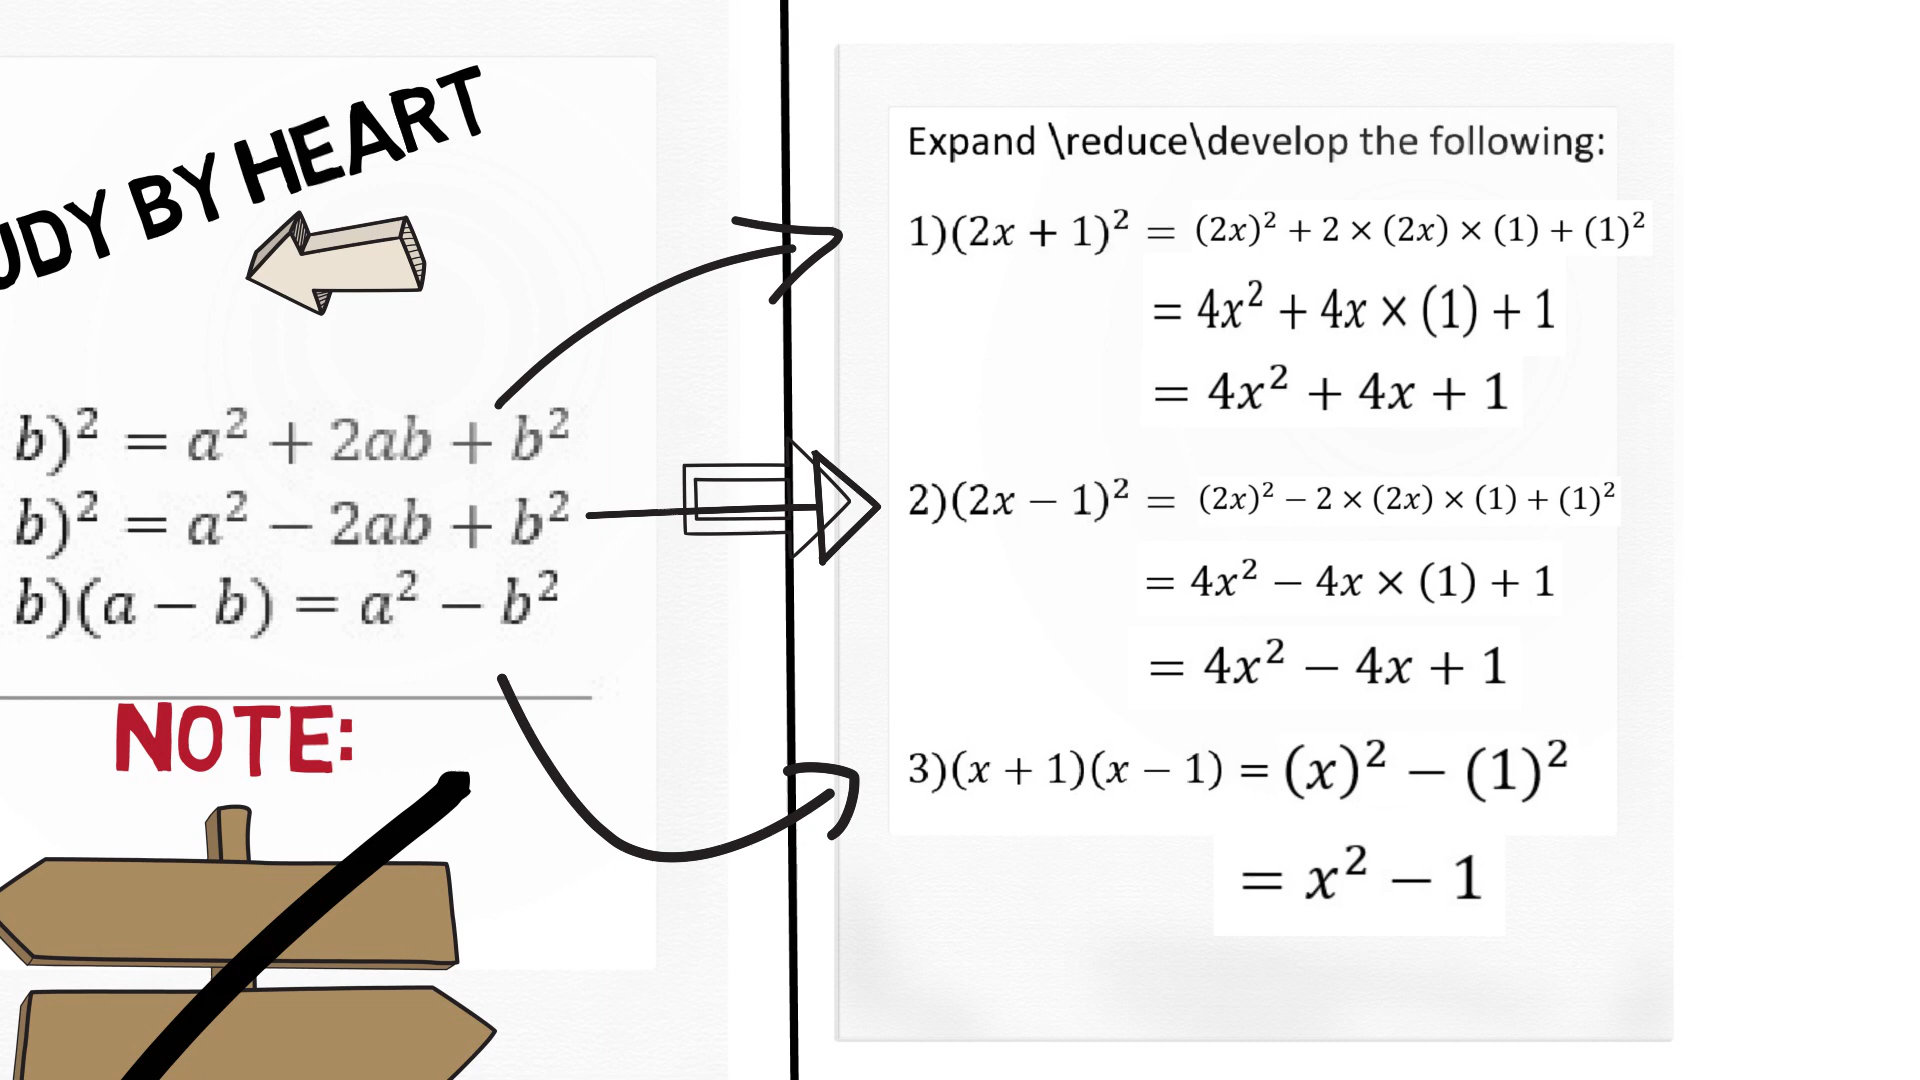 BY HEART
b)² = a² + 2ab + b²
b)² = a² − 2ab + b²
b)(a − b) = a² − b²
NOTE:
Expand \reduce\develop the following:
1)(2x + 1)² = (2x)² + 2 × (2x) × (1) + (1)²
= 4x² + 4x × (1) + 1
= 4x² + 4x + 1
2)(2x − 1)² = (2x)² − 2 × (2x) × (1) + (1)²
= 4x² − 4x × (1) + 1
= 4x² − 4x + 1
3)(x + 1)(x − 1) = (x)² − (1)²
= x² − 1